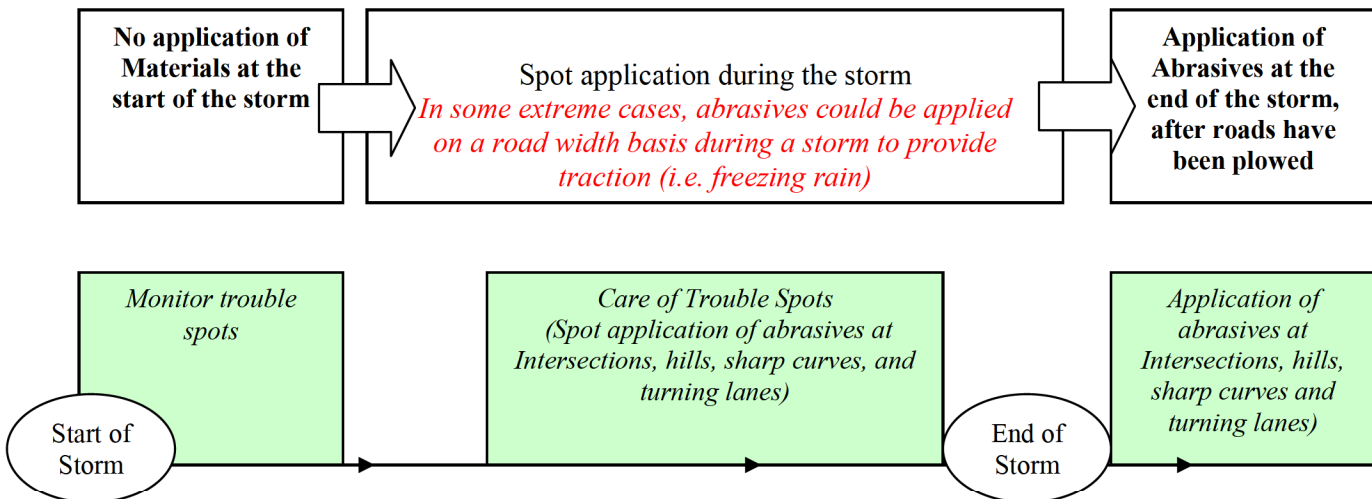 No application of
Materials at the
start of the storm
Spot application during the storm
In some extreme cases, abrasives could be applied
on a road width basis during a storm to provide
traction (i.e. freezing rain)
Application of
Abrasives at the
end of the storm,
after roads have
been plowed
Monitor trouble
spots
Care of Trouble Spots
(Spot application of abrasives at
Intersections, hills, sharp curves, and
turning lanes)
Application of
abrasives at
Intersections, hills,
sharp curves and
turning lanes)
Start of
Storm
End of
Storm